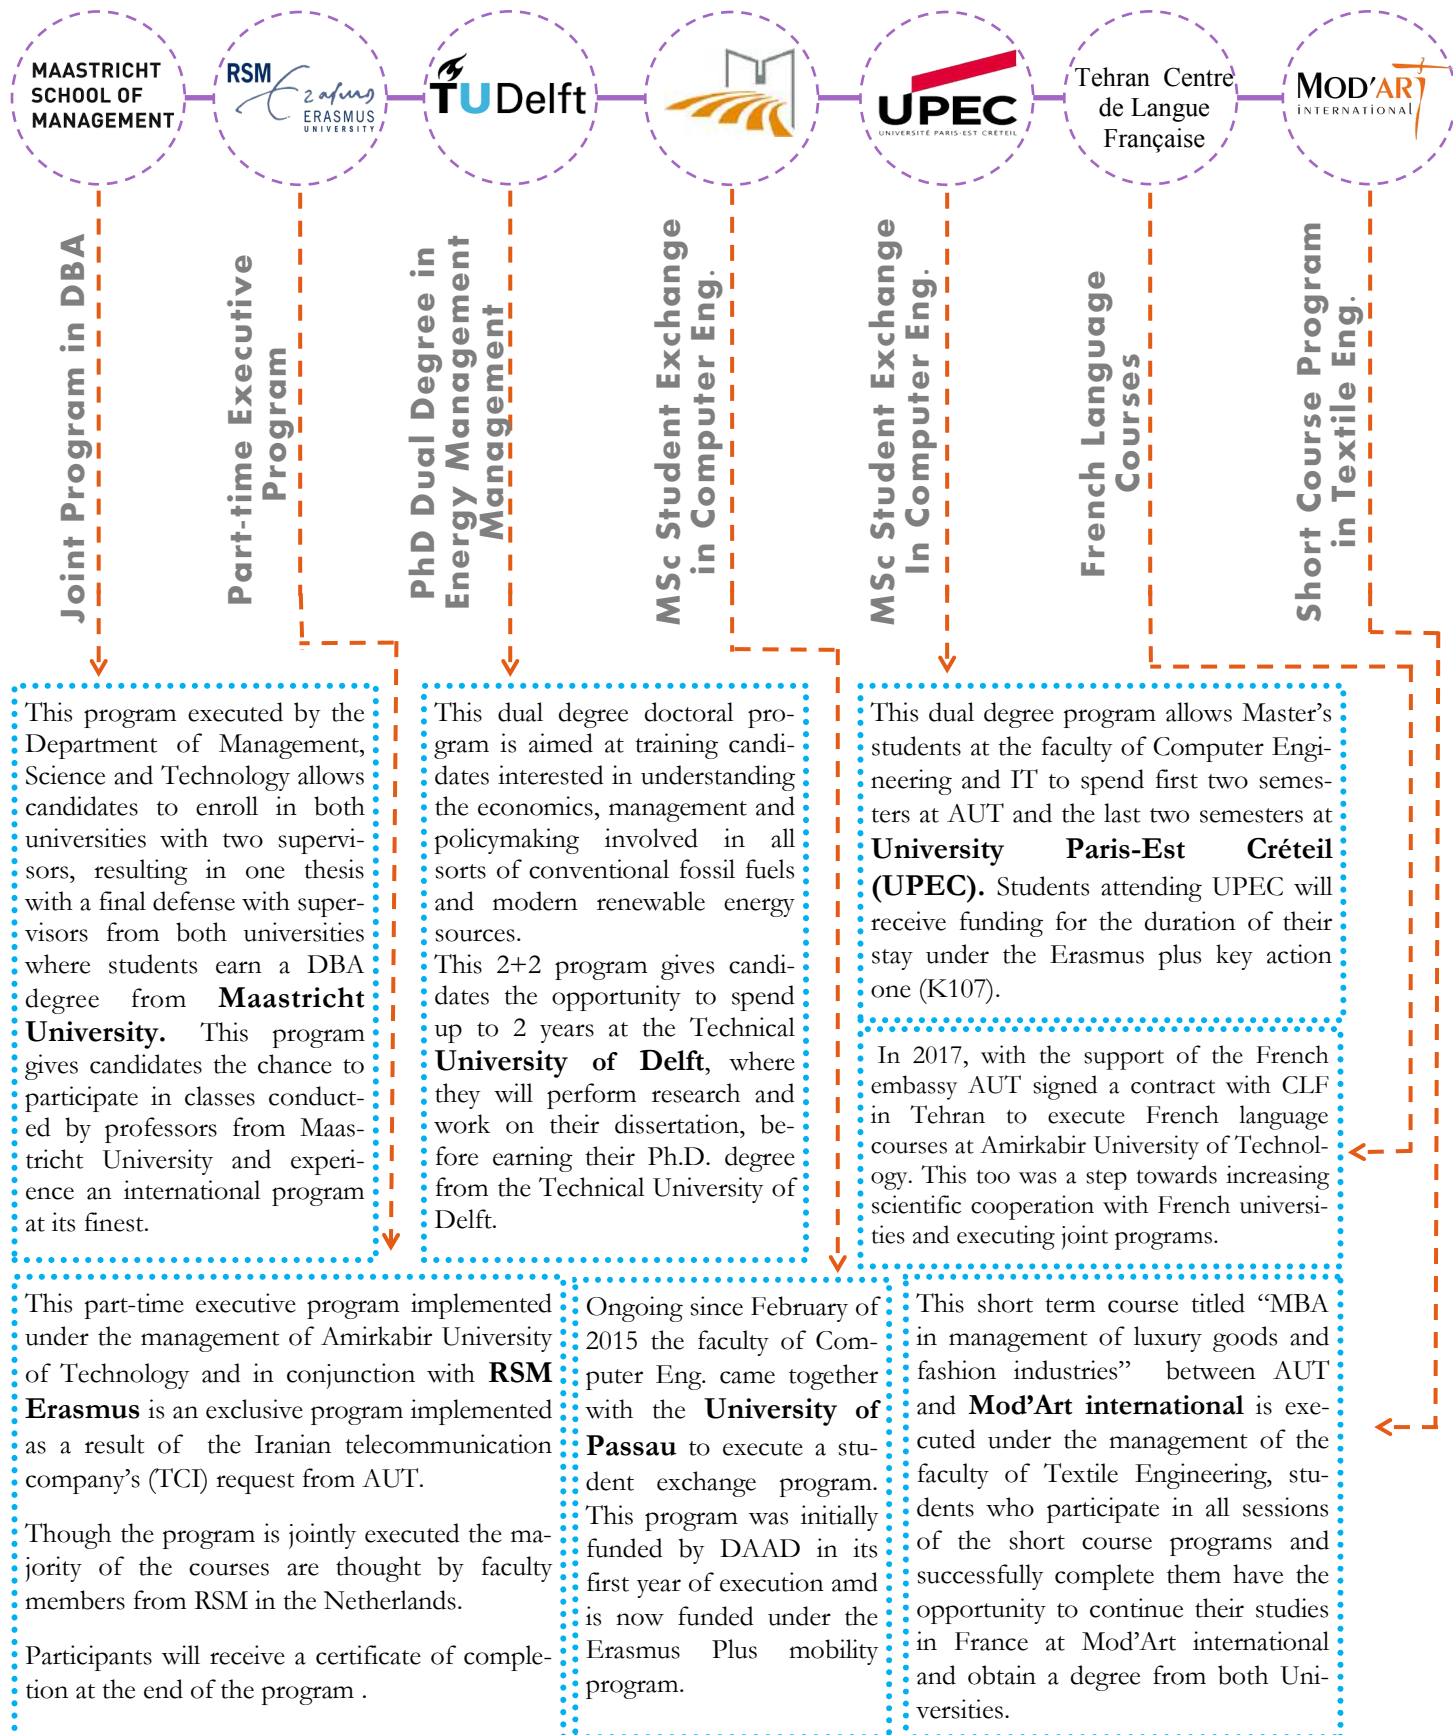 MAASTRICHT
SCHOOL OF
MANAGEMENT
RSM
Erasmus
ERASMUS
UNIVERSITY
TUDelft
UPEC
UNIVERSITÉ PARIS-EST CRÉTEIL
Tehran Centre
de Langue
Française
MOD'ART
INTERNATIONAL
Joint Program in DBA
Part-time Executive
Program
PhD Dual Degree in
Energy Management
Management
MSc Student Exchange
in Computer Eng.
MSc Student Exchange
In Computer Eng.
French Language
Courses
Short Course Program
in Textile Eng.
This program executed by the
Department of Management,
Science and Technology allows
candidates to enroll in both
universities with two supervi-
sors, resulting in one thesis
with a final defense with super-
visors from both universities
where students earn a DBA
degree from Maastricht
University. This program
gives candidates the chance to
participate in classes conduct-
ed by professors from Maas-
tricht University and experi-
ence an international program
at its finest.
This dual degree doctoral pro-
gram is aimed at training candi-
dates interested in understanding
the economics, management and
policymaking involved in all
sorts of conventional fossil fuels
and modern renewable energy
sources.
This 2+2 program gives candi-
dates the opportunity to spend
up to 2 years at the Technical
University of Delft, where
they will perform research and
work on their dissertation, be-
fore earning their Ph.D. degree
from the Technical University of
Delft.
This dual degree program allows Master's
students at the faculty of Computer Engi-
neering and IT to spend first two semes-
ters at AUT and the last two semesters at
University Paris-Est Créteil
(UPEC). Students attending UPEC will
receive funding for the duration of their
stay under the Erasmus plus key action
one (K107).
In 2017, with the support of the French
embassy AUT signed a contract with CLF
in Tehran to execute French language
courses at Amirkabir University of Technol-
ogy. This too was a step towards increasing
scientific cooperation with French universi-
ties and executing joint programs.
This part-time executive program implemented
under the management of Amirkabir University
of Technology and in conjunction with RSM
Erasmus is an exclusive program implemented
as a result of the Iranian telecommunication
company's (TCI) request from AUT.
Though the program is jointly executed the ma-
jority of the courses are thought by faculty
members from RSM in the Netherlands.
Participants will receive a certificate of comple-
tion at the end of the program .
Ongoing since February of
2015 the faculty of Com-
puter Eng. came together
with the University of
Passau to execute a stu-
dent exchange program.
This program was initially
funded by DAAD in its
first year of execution amd
is now funded under the
Erasmus Plus mobility
program.
This short term course titled “MBA
in management of luxury goods and
fashion industries” between AUT
and Mod'Art international is exe-
cuted under the management of the
faculty of Textile Engineering, stu-
dents who participate in all sessions
of the short course programs and
successfully complete them have the
opportunity to continue their studies
in France at Mod'Art international
and obtain a degree from both Uni-
versities.